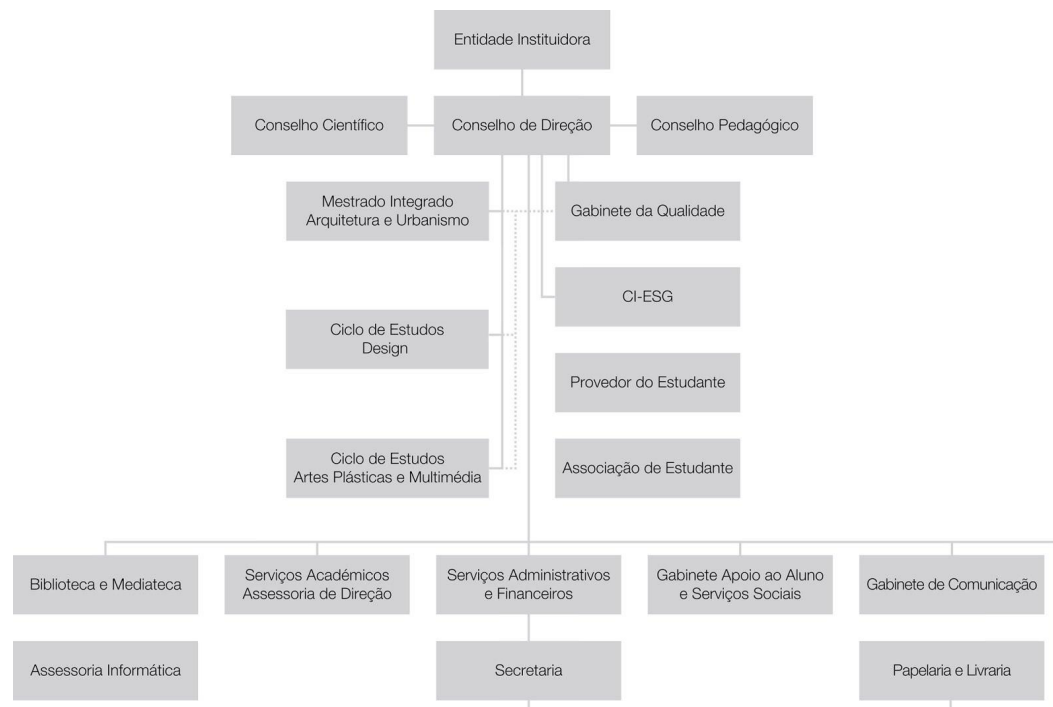 Entidade Instituidora
Conselho Científico
Conselho de Direção
Conselho Pedagógico
Mestrado Integrado
Arquitetura e Urbanismo
Gabinete da Qualidade
CI-ESG
Ciclo de Estudos
Design
Provedor do Estudante
Ciclo de Estudos
Artes Plásticas e Multimédia
Associação de Estudante
Biblioteca e Mediateca
Serviços Académicos
Assessoria de Direção
Serviços Administrativos
e Financeiros
Gabinete Apoio ao Aluno
e Serviços Sociais
Gabinete de Comunicação
Assessoria Informática
Secretaria
Papelaria e Livraria